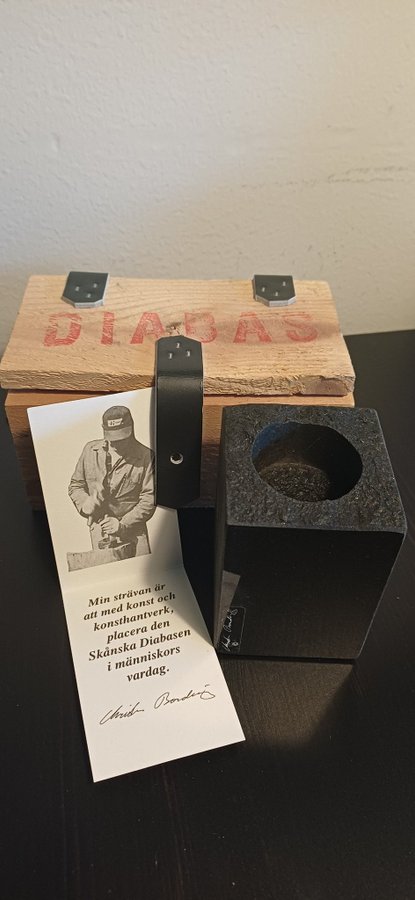 DIABAS
Min strävan är
att med konst och
konsthantverk,
placera den
Skånska Diabasen
i människors
vardag.